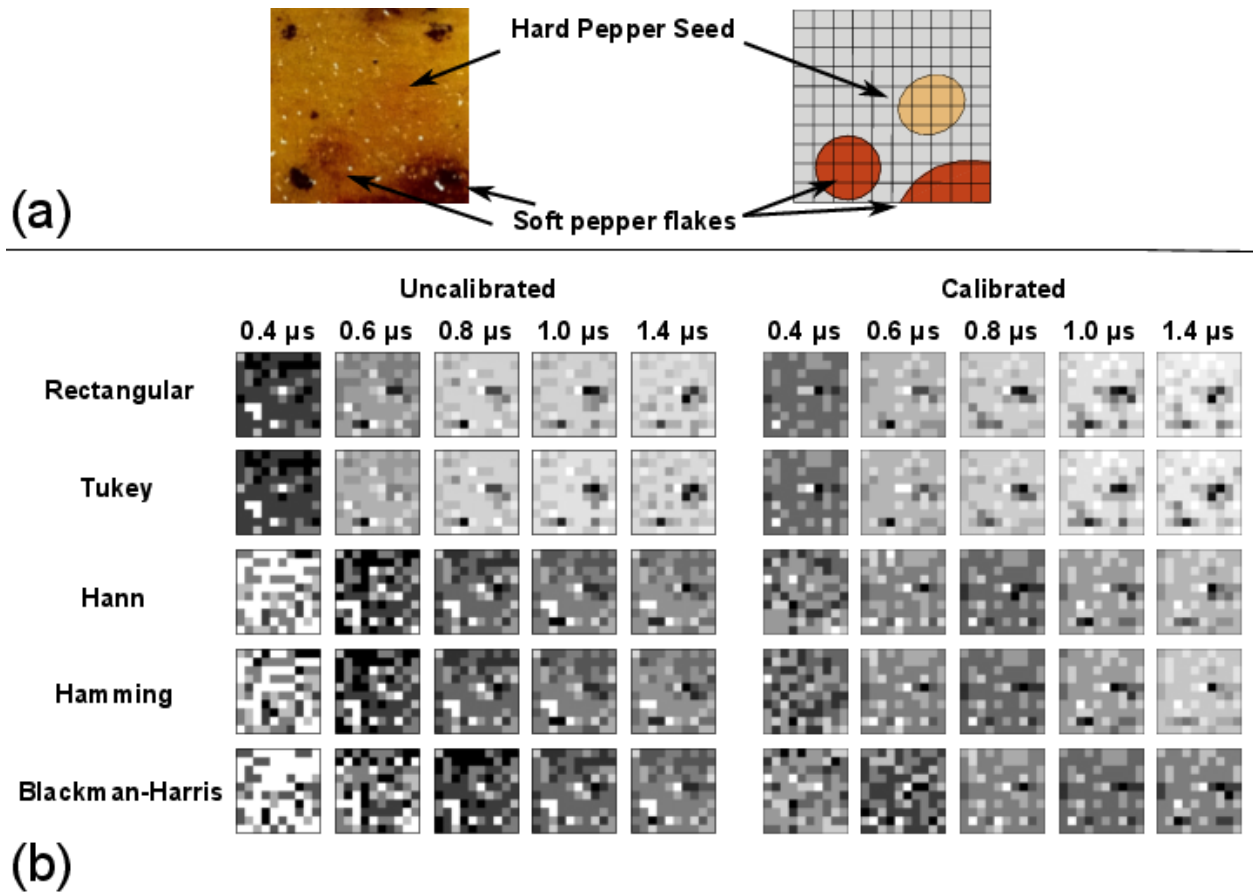 Hard Pepper Seed
Soft pepper flakes
(a)
Uncalibrated Calibrated
0.4 μs 0.6 μs 0.8 μs 1.0 μs 1.4 μs 0.4 μs 0.6 μs 0.8 μs 1.0 μs 1.4 μs
Rectangular
Tukey
Hann
Hamming
Blackman-Harris
(b)